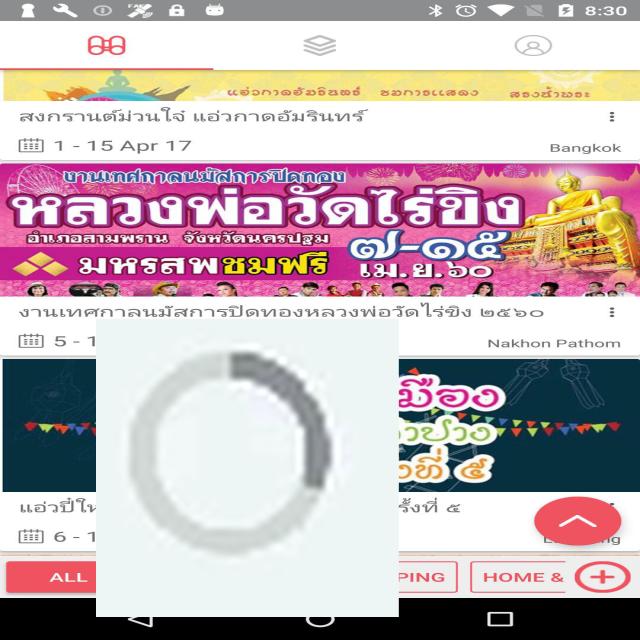 8:30
แอ่วกาดฮัมรินทร์ ชมการแสดง สรงน้ำพระ
สงกรานต์ม่วนใจ๋ แอ่วกาดอัมรินทร์
1 - 15 Apr 17
Bangkok
งานเทศกาลนมัสการปิดทอง
หลวงพ่อวัดไร่ขิง
อำเภอสามพราน จังหวัดนครปฐม
๗-๑๕
มหรสพชมฟรี
เม.ย.๖๐
งานเทศกาลนมัสการปิดทองหลวงพ่อวัดไร่ขิง ๒๕๖๐
5 - 1
Nakhon Pathom
มือง
ที่ ๕
แอ่วปี๋ให
รั้งที่ ๕
6 - 1
ALL
PING
HOME &